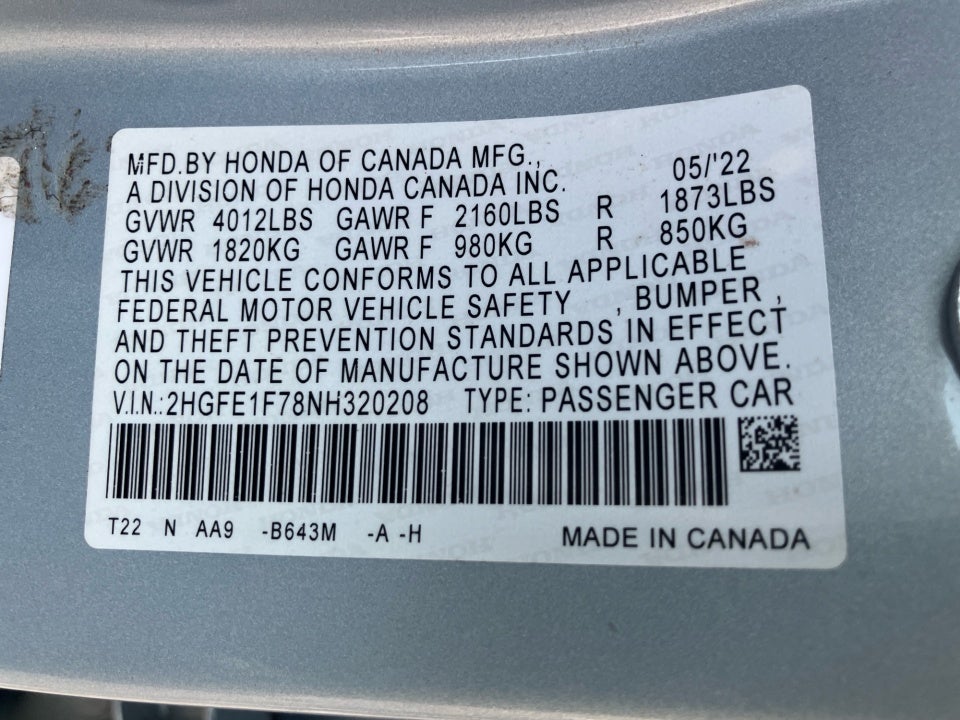 MFD.BY HONDA OF CANADA MFG., 05/'22
A DIVISION OF HONDA CANADA INC.
GVWR 4012LBS GAWR F 2160LBS R 1873LBS
GVWR 1820KG GAWR F 980KG R 850KG
THIS VEHICLE CONFORMS TO ALL APPLICABLE
FEDERAL MOTOR VEHICLE SAFETY , BUMPER ,
AND THEFT PREVENTION STANDARDS IN EFFECT
ON THE DATE OF MANUFACTURE SHOWN ABOVE.
V.I.N.: 2HGFE1F78NH320208 TYPE: PASSENGER CAR
T22 N AA9 -B643M -A -H MADE IN CANADA